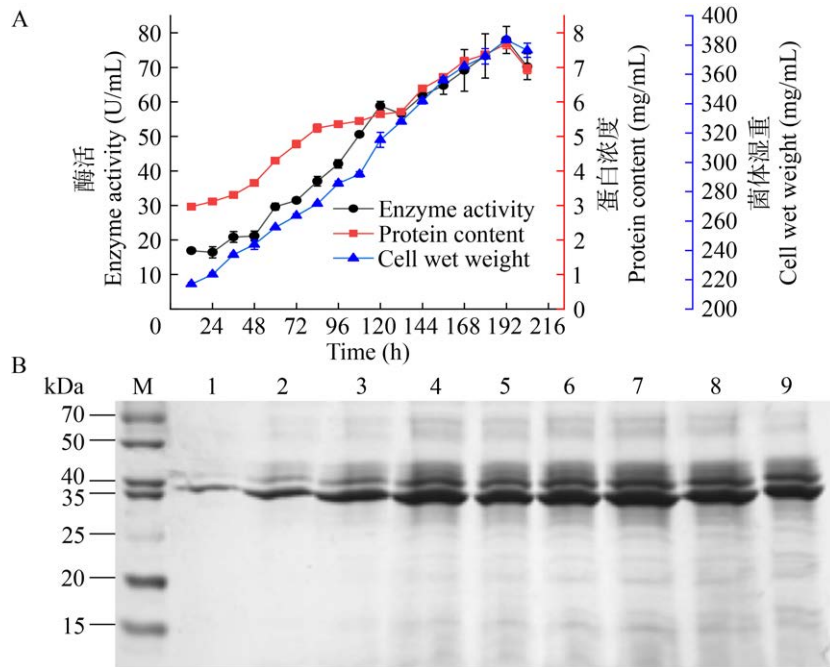 A
酶活
Enzyme activity (U/mL)
80
70
60
50
40
30
20
10
0
24 48 72 96 120 144 168 192 216
Time (h)
Enzyme activity
Protein content
Cell wet weight
8
7
6
5
4
3
2
1
0
蛋白浓度
Protein content (mg/mL)
400
380
360
340
320
300
280
260
240
220
200
菌体湿重
Cell wet weight (mg/mL)
B
kDa M 1 2 3 4 5 6 7 8 9
70
50
40
35
25
20
15